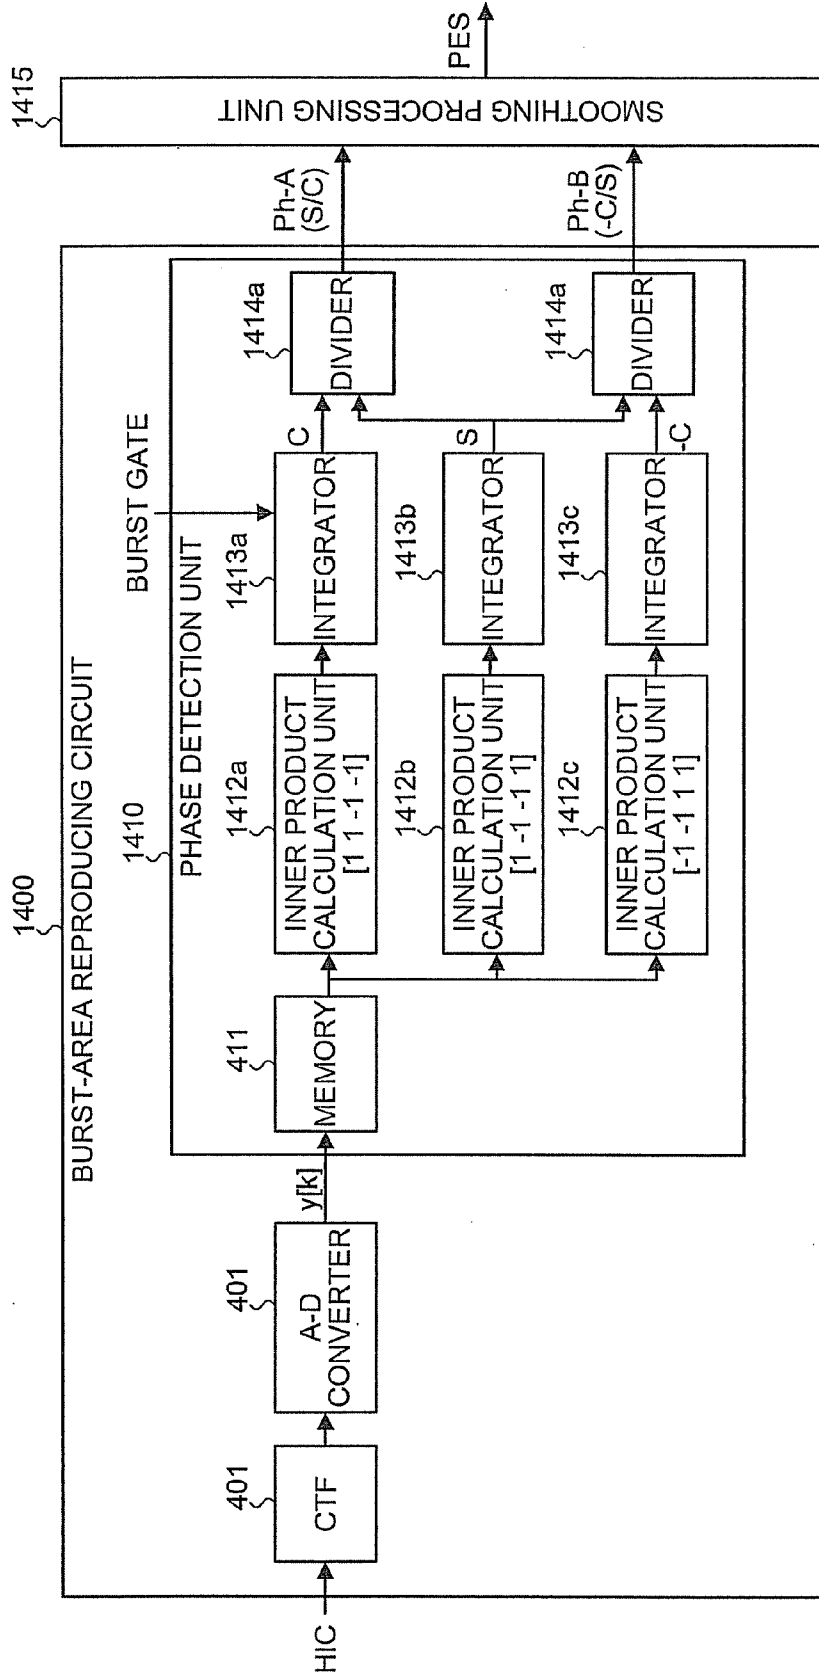 1400
BURST-AREA REPRODUCING CIRCUIT
HIC
401
CTF
401
A-D
CONVERTER
y[k]
1410
PHASE DETECTION UNIT
411
MEMORY
1412a
INNER PRODUCT
CALCULATION UNIT
[1 1 -1 -1]
1412b
INNER PRODUCT
CALCULATION UNIT
[1 -1 -1 1]
1412c
INNER PRODUCT
CALCULATION UNIT
[-1 -1 1 1]
BURST GATE
1413a
INTEGRATOR
C
1413b
INTEGRATOR
S
1413c
INTEGRATOR
-C
1414a
DIVIDER
1414a
DIVIDER
Ph-A
(S/C)
Ph-B
(-C/S)
1415
SMOOTHING PROCESSING UNIT
PES